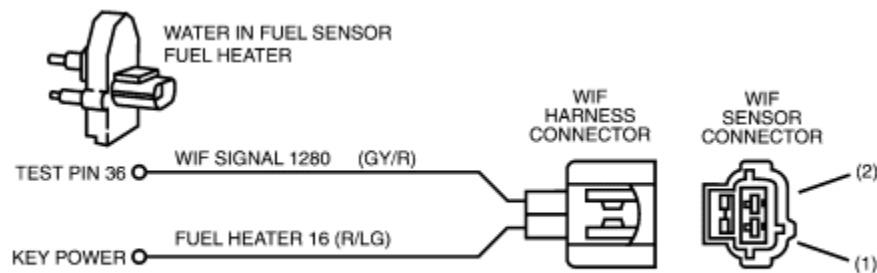 WATER IN FUEL SENSOR
FUEL HEATER
WIF
HARNESS
CONNECTOR
WIF
SENSOR
CONNECTOR
TEST PIN 36
WIF SIGNAL 1280 (GY/R)
(2)
KEY POWER
FUEL HEATER 16 (R/LG)
(1)